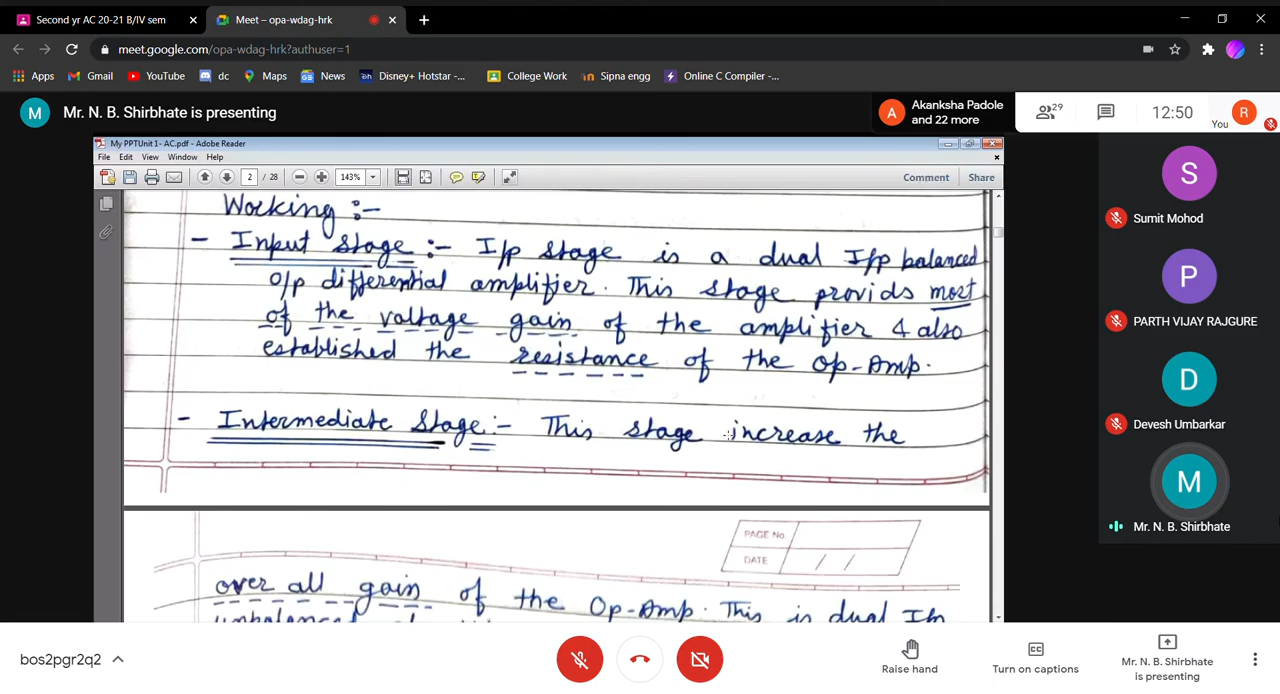 Second yr AC 20-21 B/IV sem
Meet – opa-wdag-hrk
meet.google.com/opa-wdag-hrk?authuser=1
Apps Gmail YouTube dc Maps News Disney+ Hotstar -... College Work Sipna engg Online C Compiler -...
M Mr. N. B. Shirbhate is presenting
A Akanksha Padole
and 22 more
29
12:50
You R
My PPTUnit 1- AC.pdf - Adobe Reader
File Edit View Window Help
2 / 28 143% Comment Share
Working :-
- Input Stage :- I/p stage is a dual I/p balanced
o/p differential amplifier. This stage provids most
of the voltage gain of the amplifier & also
established the resistance of the Op-Amp.
- Intermediate Stage :- This stage increase the
PAGE No.
DATE / /
over all gain of the Op-Amp. This is dual I/p
unbalanced
S
Sumit Mohod
P
PARTH VIJAY RAJGURE
D
Devesh Umbarkar
M
Mr. N. B. Shirbhate
bos2pgr2q2
Raise hand
CC
Turn on captions
Mr. N. B. Shirbhate
is presenting